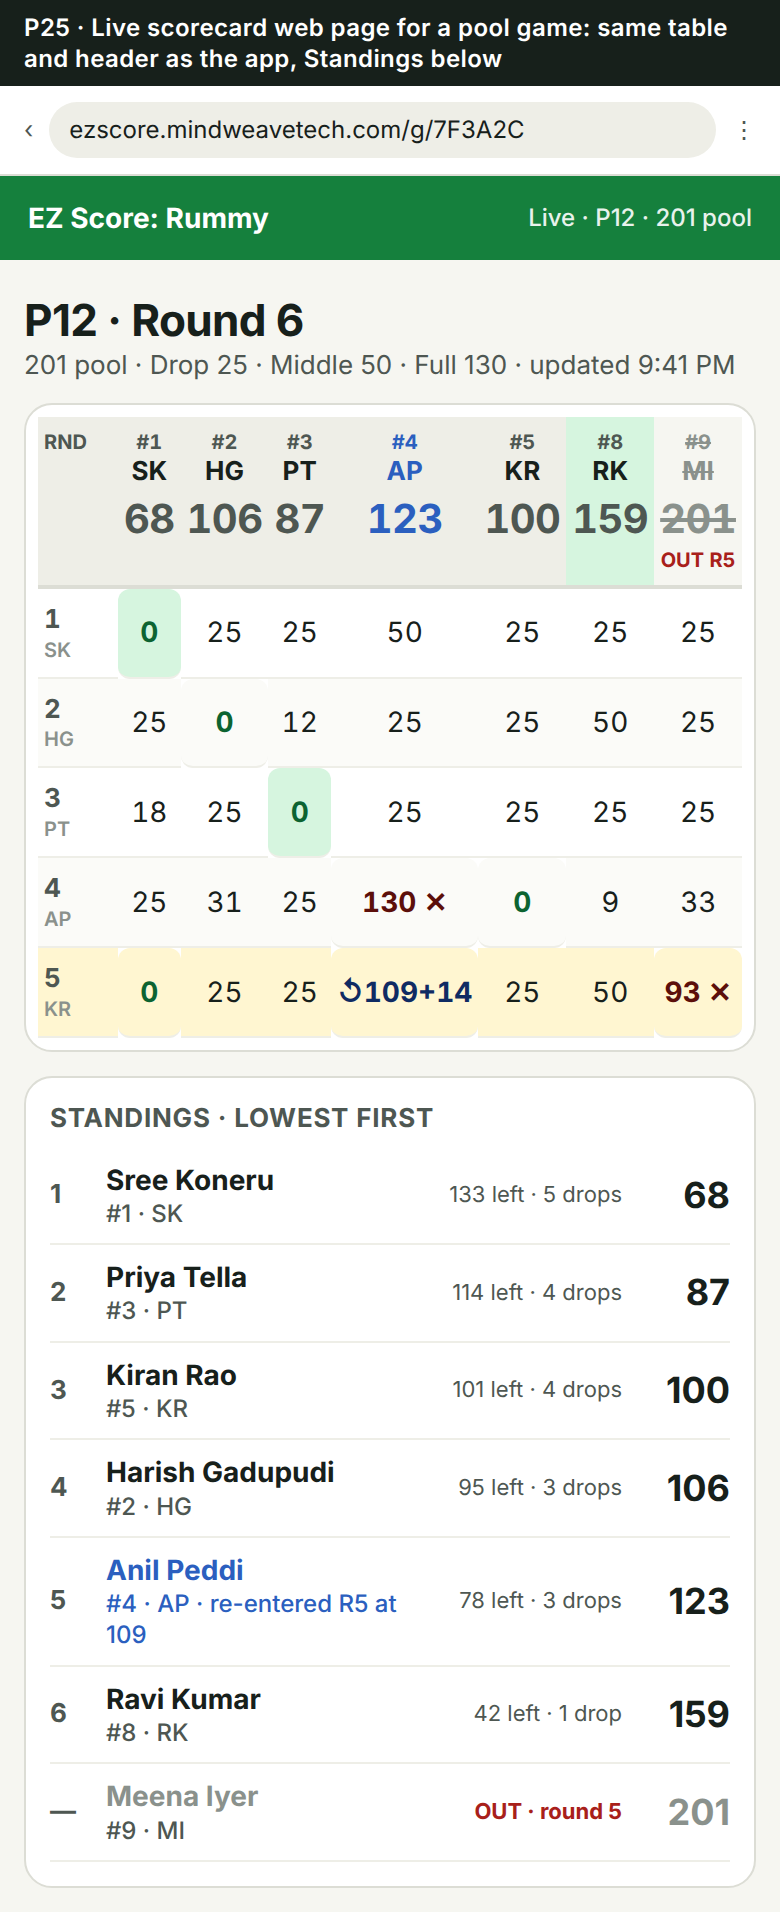 P25 · Live scorecard web page for a pool game: same table
and header as the app, Standings below
‹ ezscore.mindweavetech.com/g/7F3A2C ⋮
EZ Score: Rummy Live · P12 · 201 pool
P12 · Round 6
201 pool · Drop 25 · Middle 50 · Full 130 · updated 9:41 PM
RND #1 #2 #3 #4 #5 #8 #9
SK HG PT AP KR RK MI
68 106 87 123 100 159 201
OUT R5
1 0 25 25 50 25 25 25
SK
2 25 0 12 25 25 50 25
HG
3 18 25 0 25 25 25 25
PT
4 25 31 25 130 ✕ 0 9 33
AP
5 0 25 25 ↺109+14 25 50 93 ✕
KR
STANDINGS · LOWEST FIRST
1 Sree Koneru 133 left · 5 drops 68
#1 · SK
2 Priya Tella 114 left · 4 drops 87
#3 · PT
3 Kiran Rao 101 left · 4 drops 100
#5 · KR
4 Harish Gadupudi 95 left · 3 drops 106
#2 · HG
5 Anil Peddi 78 left · 3 drops 123
#4 · AP · re-entered R5 at
109
6 Ravi Kumar 42 left · 1 drop 159
#8 · RK
— Meena Iyer OUT · round 5 201
#9 · MI